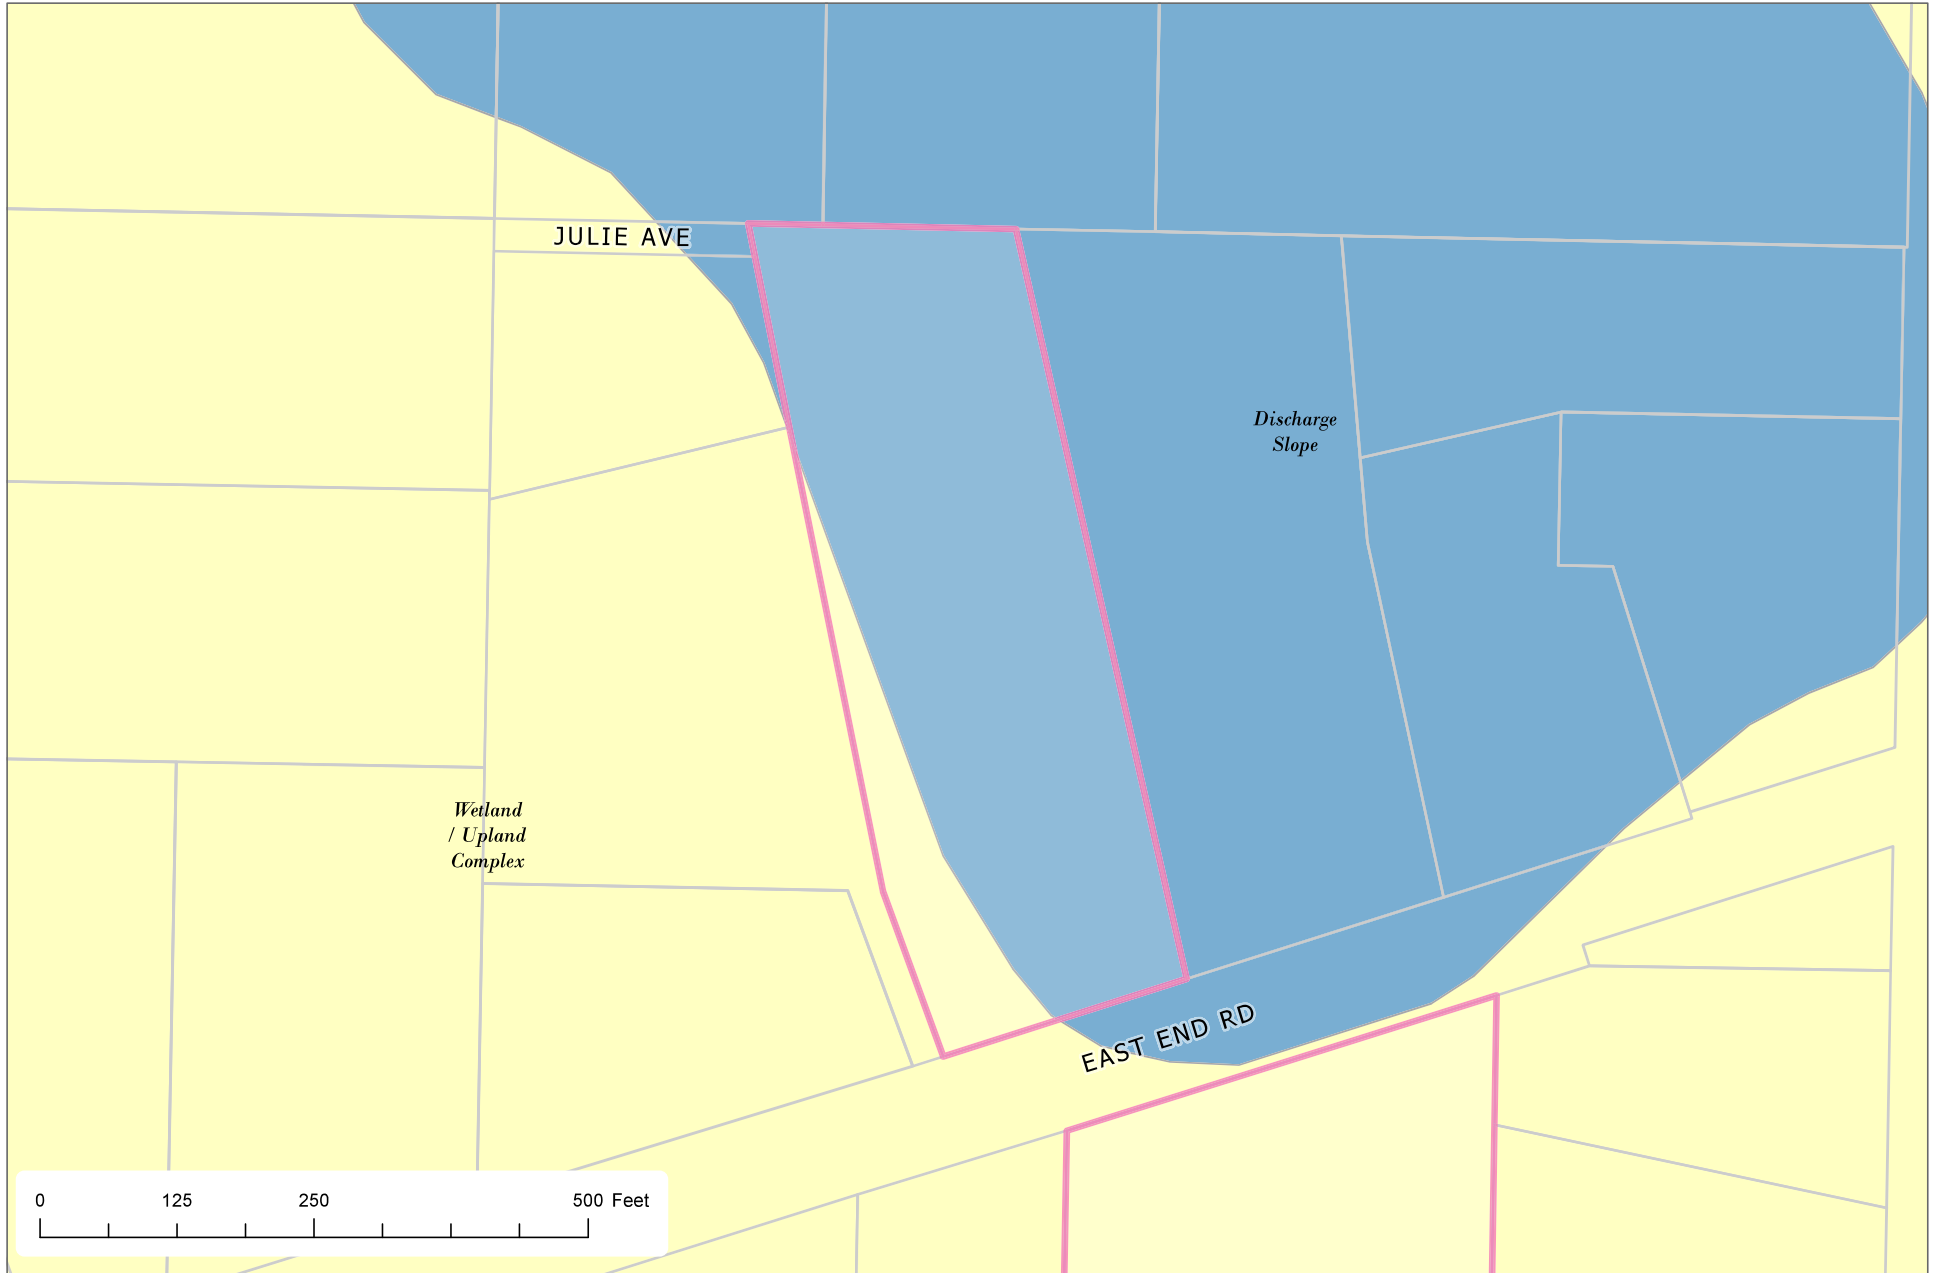 JULIE AVE
Discharge
Slope
Wetland
/ Upland
Complex
EAST END RD
0 125 250 500 Feet